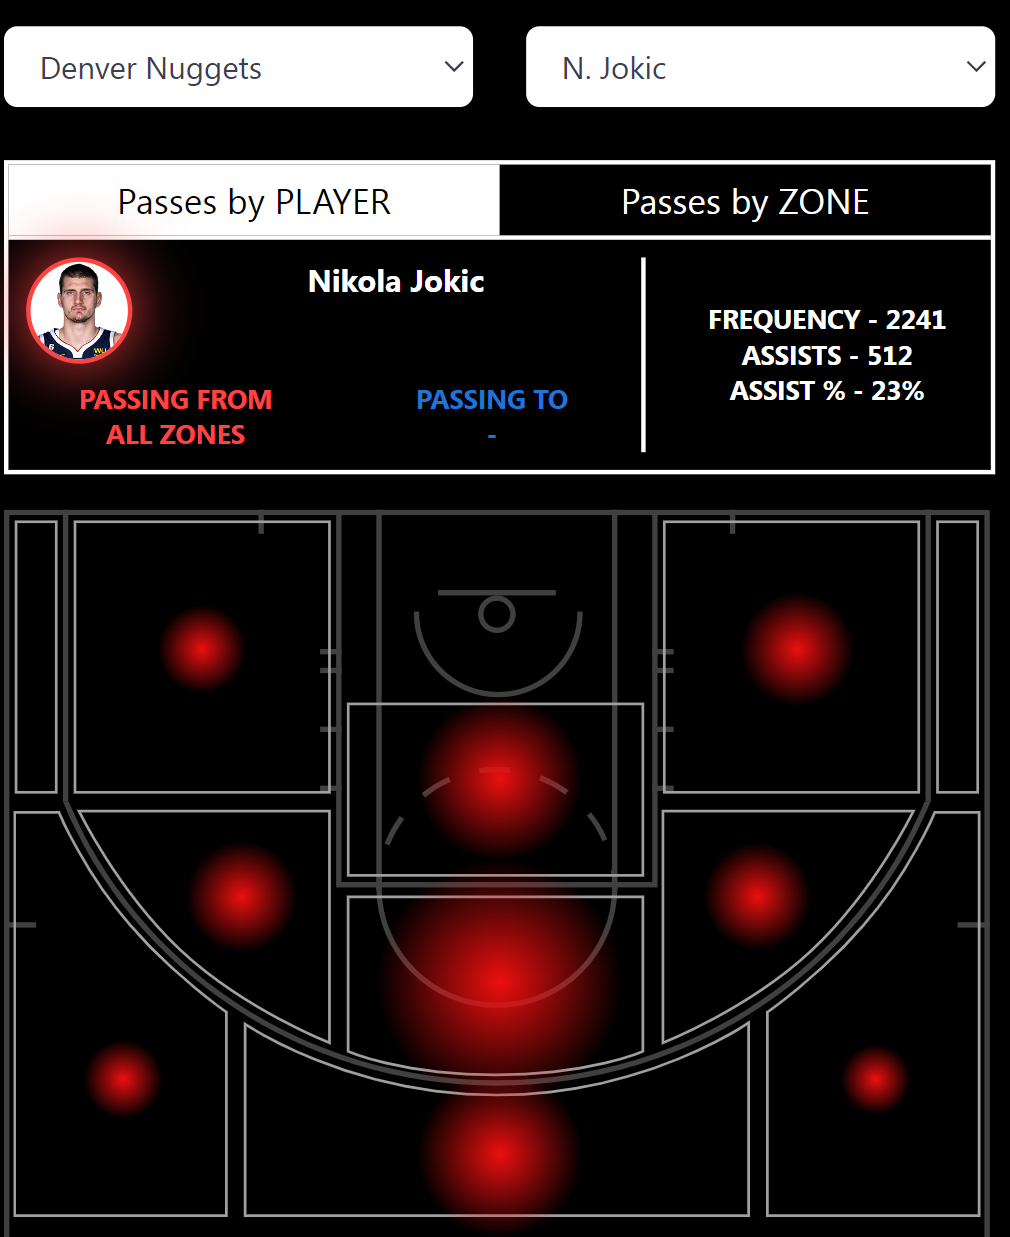 Denver Nuggets
N. Jokic
Passes by PLAYER
Passes by ZONE
Nikola Jokic
PASSING FROM
ALL ZONES
PASSING TO
-
FREQUENCY - 2241
ASSISTS - 512
ASSIST % - 23%